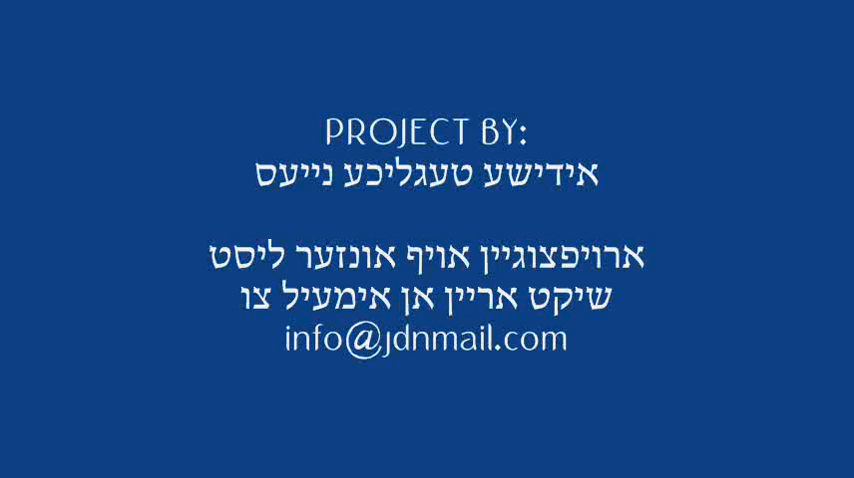 PROJECT BY:
אידישע טעגליכע נייעס
ארויפצוגיין אויף אונזער ליסט
שיקט אריין אן אימעיל צו
info@jdnmail.com